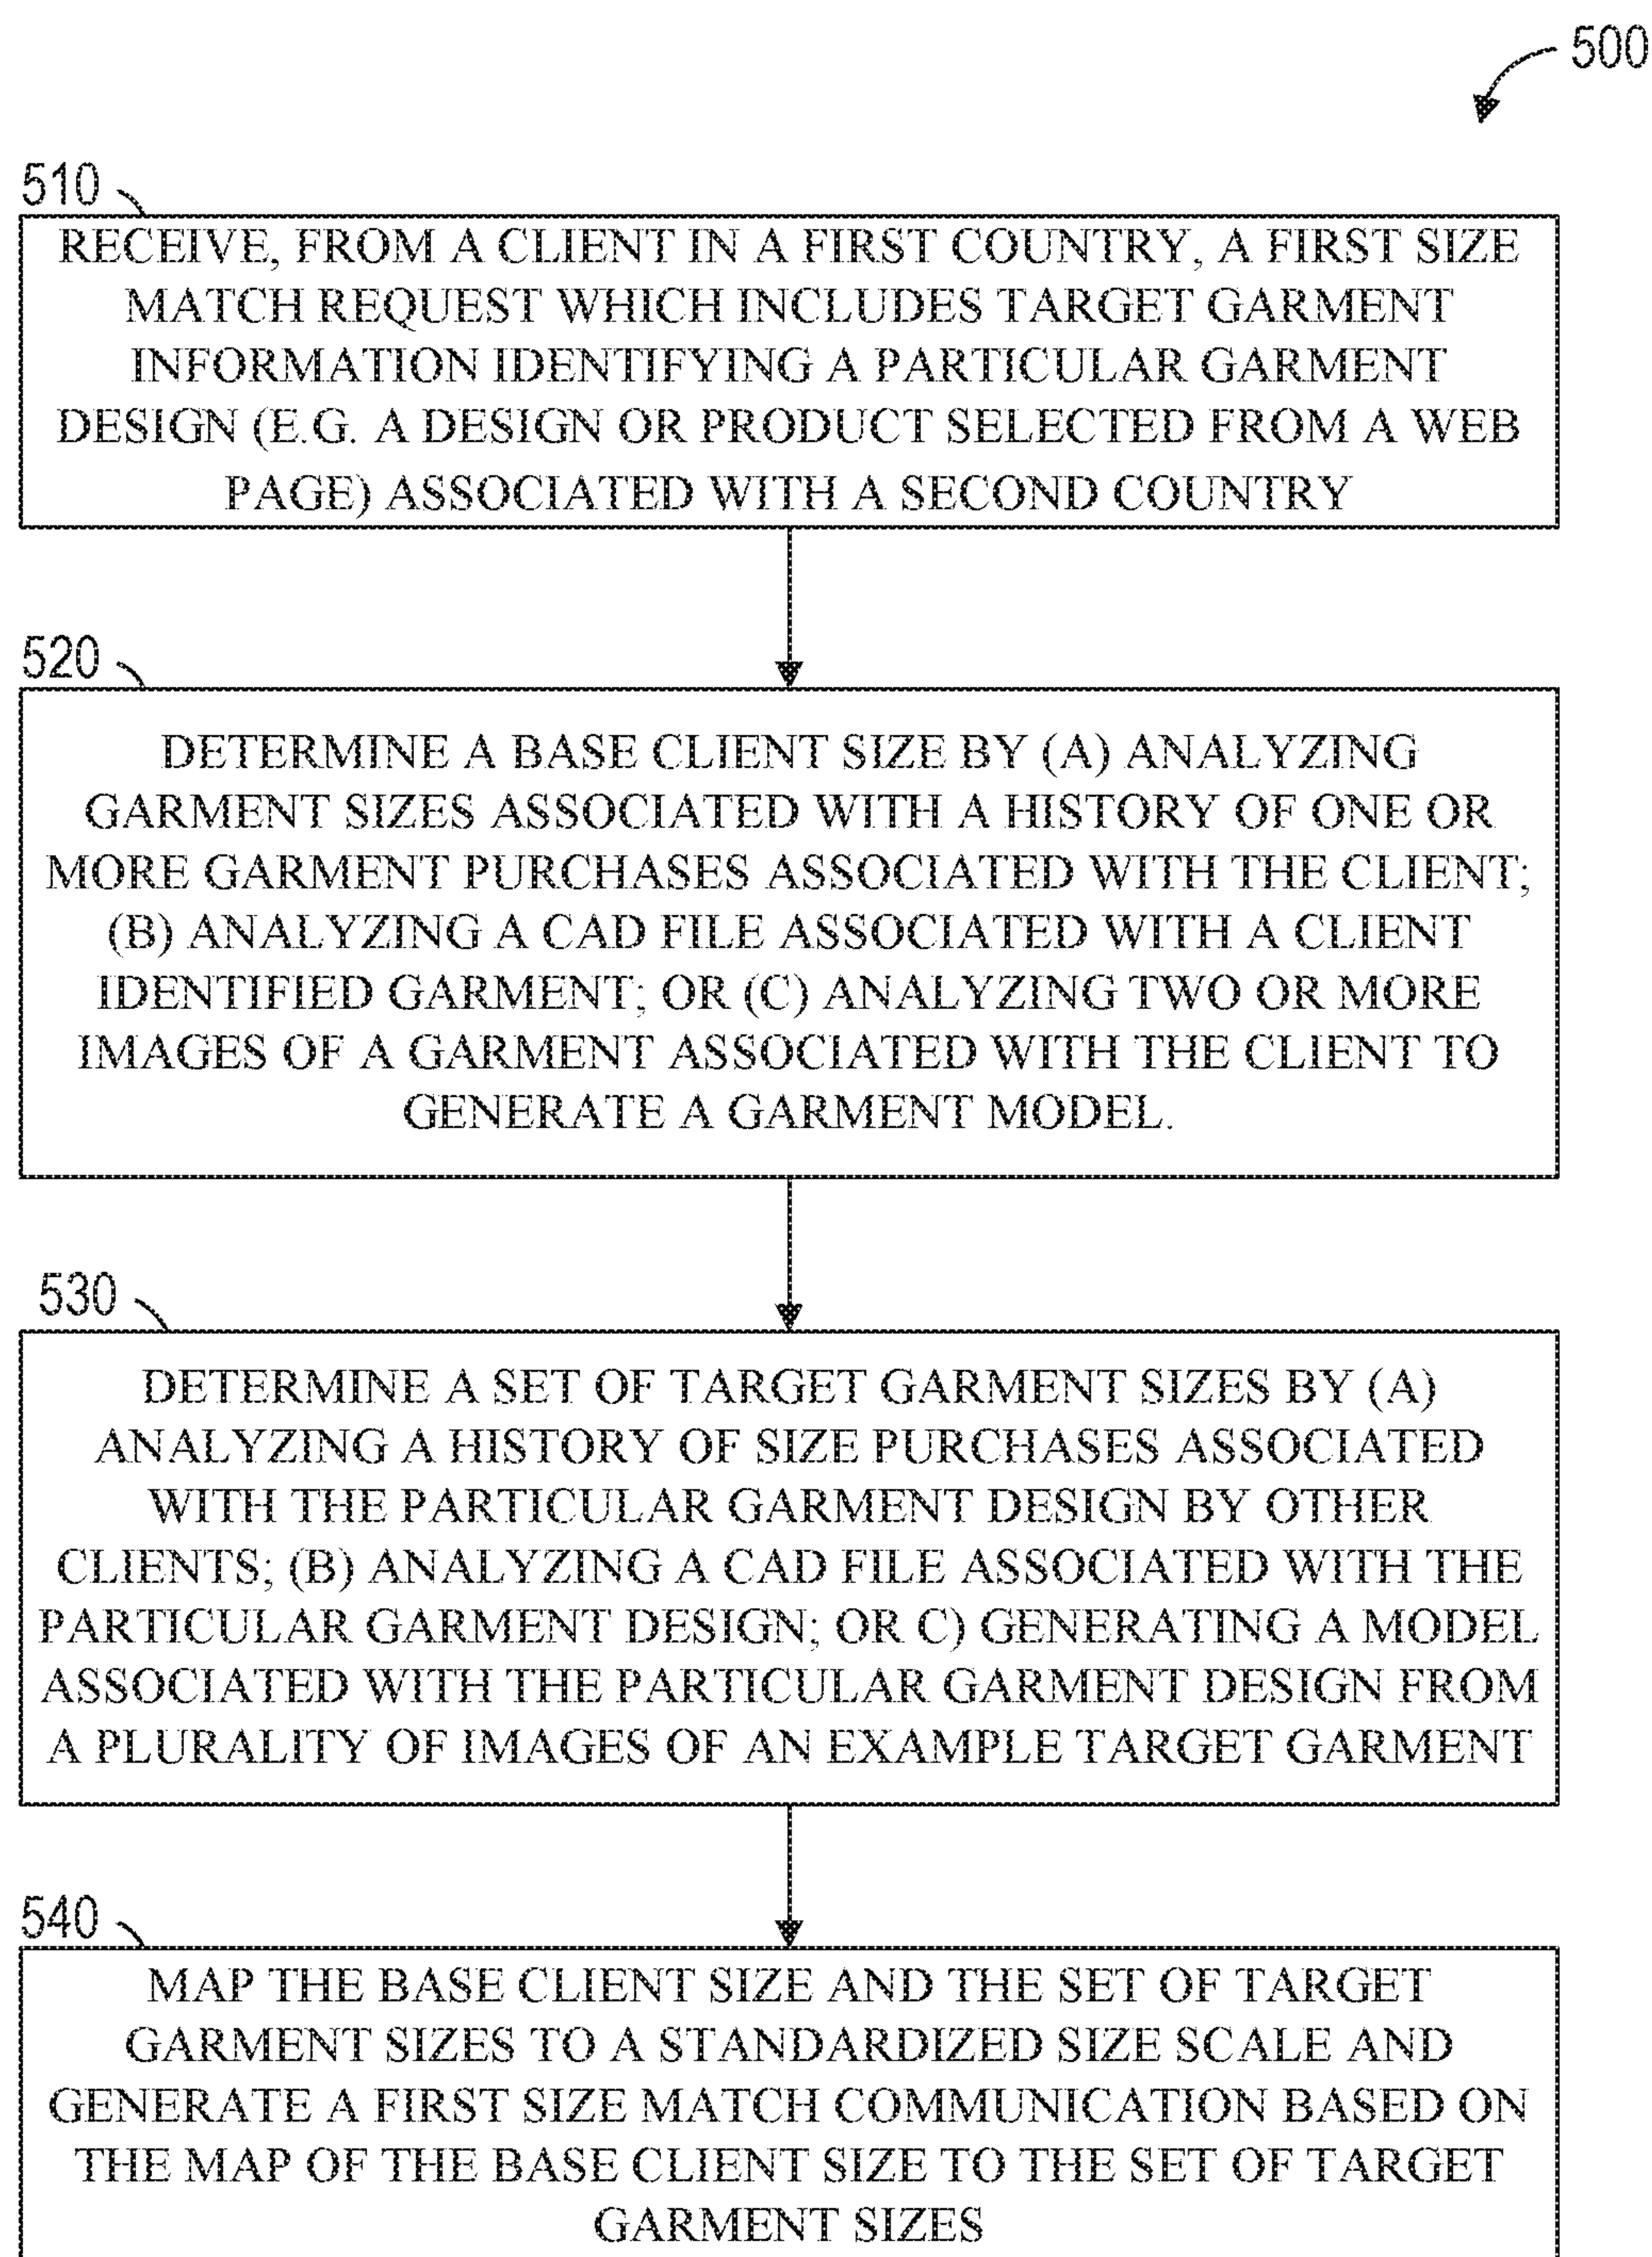 500
510
RECEIVE, FROM A CLIENT IN A FIRST COUNTRY, A FIRST SIZE
MATCH REQUEST WHICH INCLUDES TARGET GARMENT
INFORMATION IDENTIFYING A PARTICULAR GARMENT
DESIGN (E.G. A DESIGN OR PRODUCT SELECTED FROM A WEB
PAGE) ASSOCIATED WITH A SECOND COUNTRY
520
DETERMINE A BASE CLIENT SIZE BY (A) ANALYZING
GARMENT SIZES ASSOCIATED WITH A HISTORY OF ONE OR
MORE GARMENT PURCHASES ASSOCIATED WITH THE CLIENT;
(B) ANALYZING A CAD FILE ASSOCIATED WITH A CLIENT
IDENTIFIED GARMENT; OR (C) ANALYZING TWO OR MORE
IMAGES OF A GARMENT ASSOCIATED WITH THE CLIENT TO
GENERATE A GARMENT MODEL.
530
DETERMINE A SET OF TARGET GARMENT SIZES BY (A)
ANALYZING A HISTORY OF SIZE PURCHASES ASSOCIATED
WITH THE PARTICULAR GARMENT DESIGN BY OTHER
CLIENTS; (B) ANALYZING A CAD FILE ASSOCIATED WITH THE
PARTICULAR GARMENT DESIGN; OR C) GENERATING A MODEL
ASSOCIATED WITH THE PARTICULAR GARMENT DESIGN FROM
A PLURALITY OF IMAGES OF AN EXAMPLE TARGET GARMENT
540
MAP THE BASE CLIENT SIZE AND THE SET OF TARGET
GARMENT SIZES TO A STANDARDIZED SIZE SCALE AND
GENERATE A FIRST SIZE MATCH COMMUNICATION BASED ON
THE MAP OF THE BASE CLIENT SIZE TO THE SET OF TARGET
GARMENT SIZES